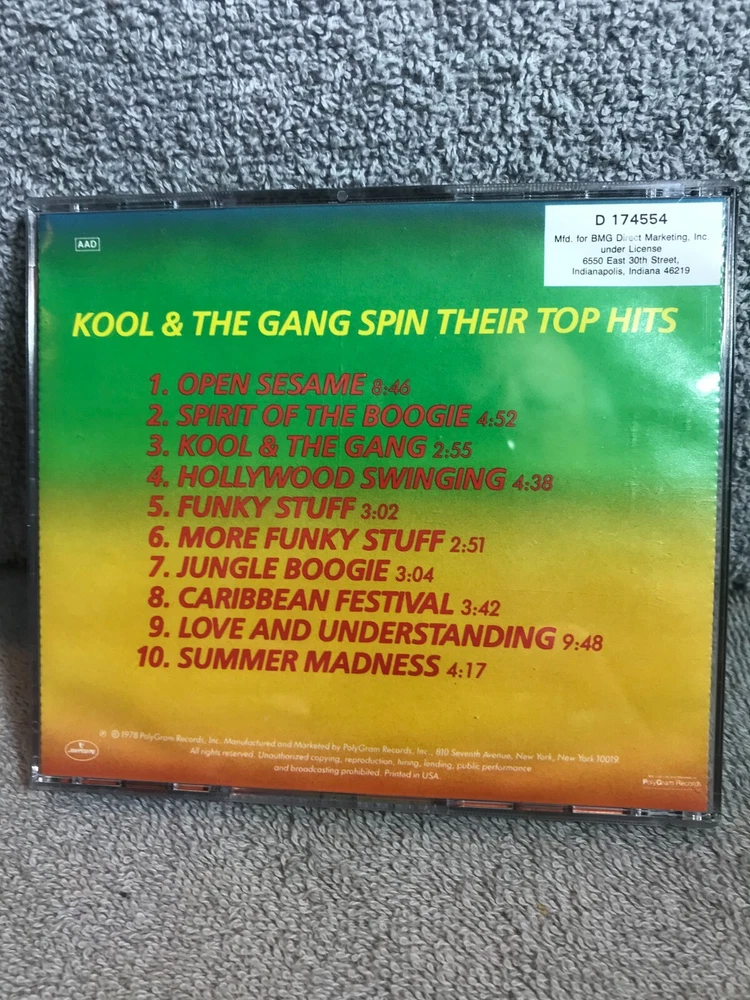 AAD
D 174554
Mfd. for BMG Direct Marketing, Inc.
under License
6550 East 30th Street,
Indianapolis, Indiana 46219
KOOL & THE GANG SPIN THEIR TOP HITS
1. OPEN SESAME 8:46
2. SPIRIT OF THE BOOGIE 4:52
3. KOOL & THE GANG 2:55
4. HOLLYWOOD SWINGING 4:38
5. FUNKY STUFF 3:02
6. MORE FUNKY STUFF 2:51
7. JUNGLE BOOGIE 3:04
8. CARIBBEAN FESTIVAL 3:42
9. LOVE AND UNDERSTANDING 9:48
10. SUMMER MADNESS 4:17
℗ © 1978 PolyGram Records, Inc. Manufactured and Marketed by PolyGram Records, Inc., 810 Seventh Avenue, New York, New York 10019.
All rights reserved. Unauthorized copying, reproduction, hiring, lending, public performance
and broadcasting prohibited. Printed in USA.
mercury
PolyGram Records